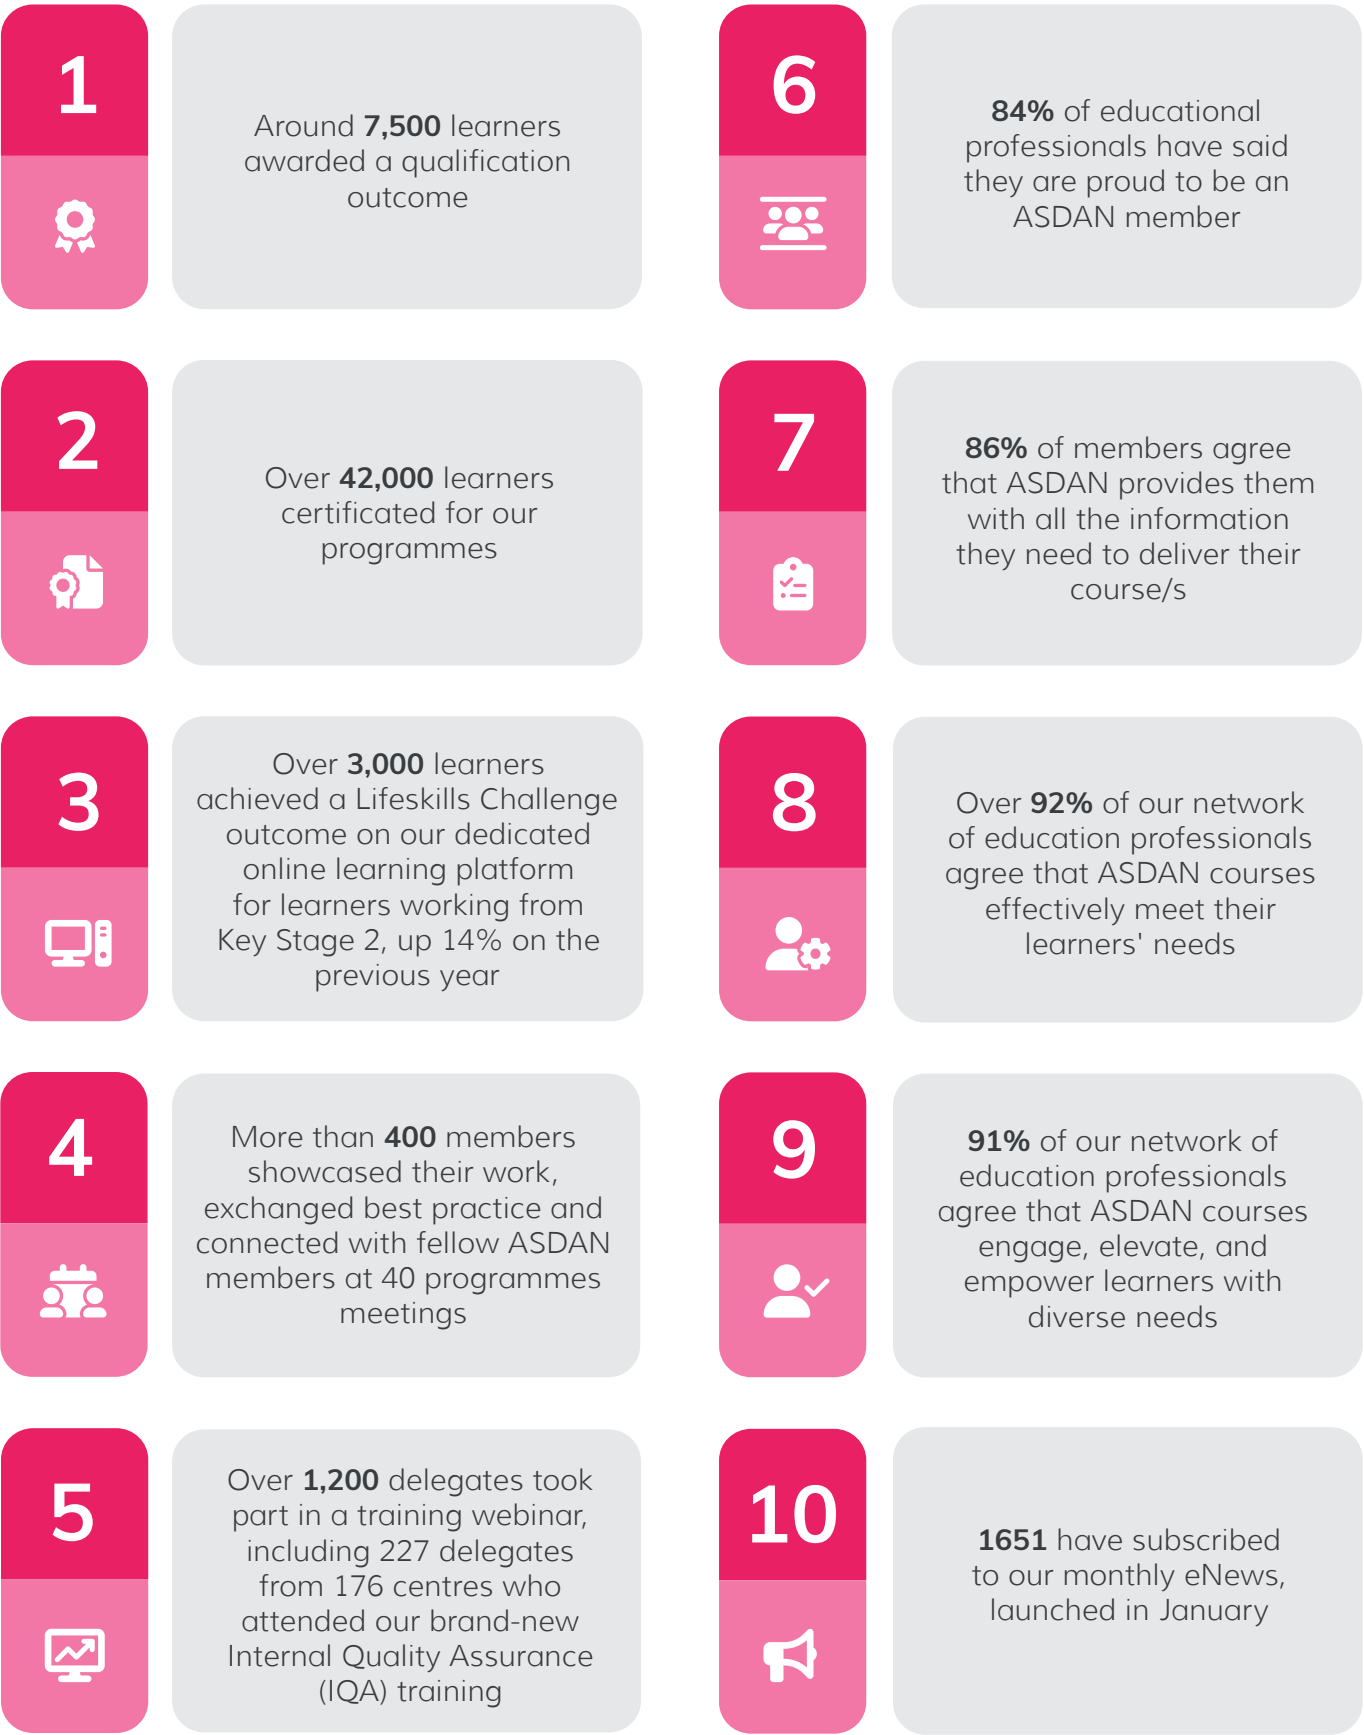 1
Around 7,500 learners
awarded a qualification
outcome
2
Over 42,000 learners
certificated for our
programmes
3
Over 3,000 learners
achieved a Lifeskills Challenge
outcome on our dedicated
online learning platform
for learners working from
Key Stage 2, up 14% on the
previous year
4
More than 400 members
showcased their work,
exchanged best practice and
connected with fellow ASDAN
members at 40 programmes
meetings
5
Over 1,200 delegates took
part in a training webinar,
including 227 delegates
from 176 centres who
attended our brand-new
Internal Quality Assurance
(IQA) training
6
84% of educational
professionals have said
they are proud to be an
ASDAN member
7
86% of members agree
that ASDAN provides them
with all the information
they need to deliver their
course/s
8
Over 92% of our network
of education professionals
agree that ASDAN courses
effectively meet their
learners' needs
9
91% of our network of
education professionals
agree that ASDAN courses
engage, elevate, and
empower learners with
diverse needs
10
1651 have subscribed
to our monthly eNews,
launched in January